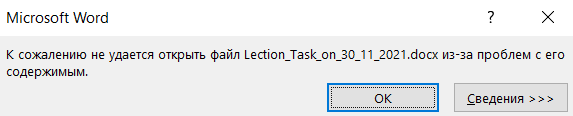 Microsoft Word
? ×
К сожалению не удается открыть файл Lection_Task_on_30_11_2021.docx из-за проблем с его
содержимым.
ОК
Сведения >>>